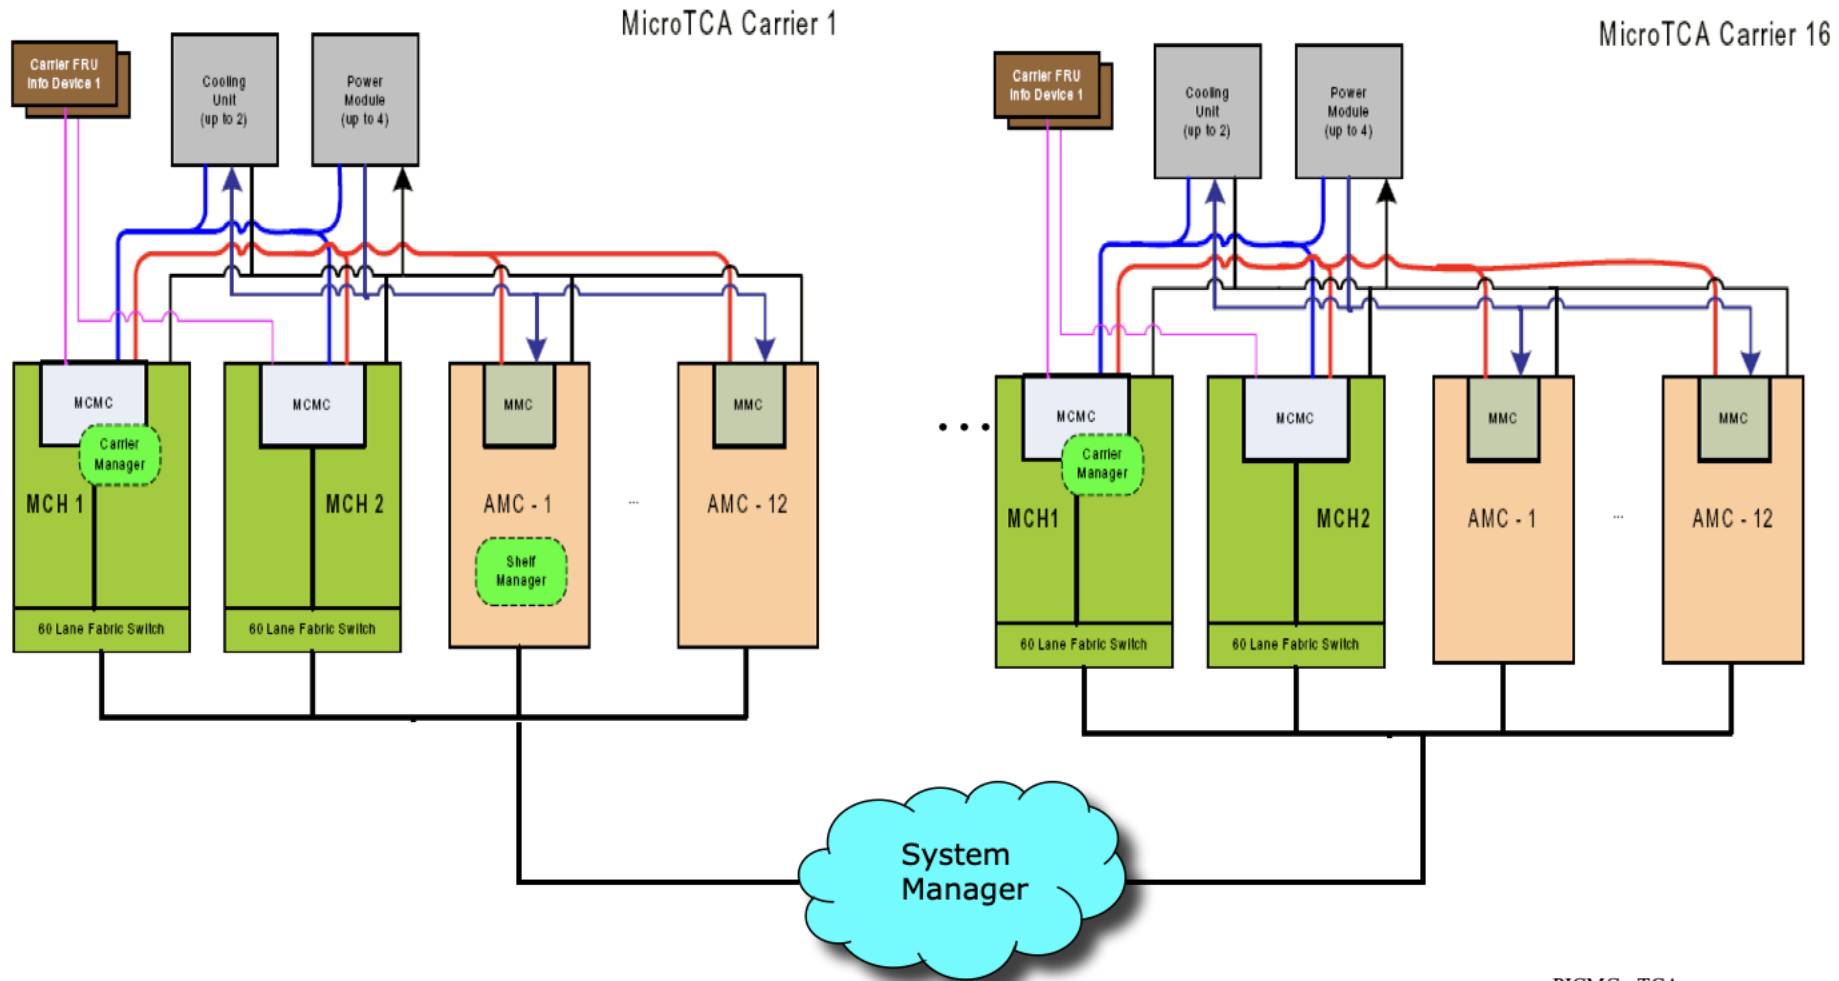 MicroTCA Carrier 1
Carrier FRU
Info Device 1
Cooling
Unit
(up to 2)
Power
Module
(up to 4)
MCMC
Carrier
Manager
MCH 1
60 Lane Fabric Switch
MCMC
MCH 2
60 Lane Fabric Switch
MMC
AMC - 1
Shelf
Manager
...
MMC
AMC - 12
...
MicroTCA Carrier 16
Carrier FRU
Info Device 1
Cooling
Unit
(up to 2)
Power
Module
(up to 4)
MCMC
Carrier
Manager
MCH1
60 Lane Fabric Switch
MCMC
MCH2
60 Lane Fabric Switch
MMC
AMC - 1
...
MMC
AMC - 12
System
Manager